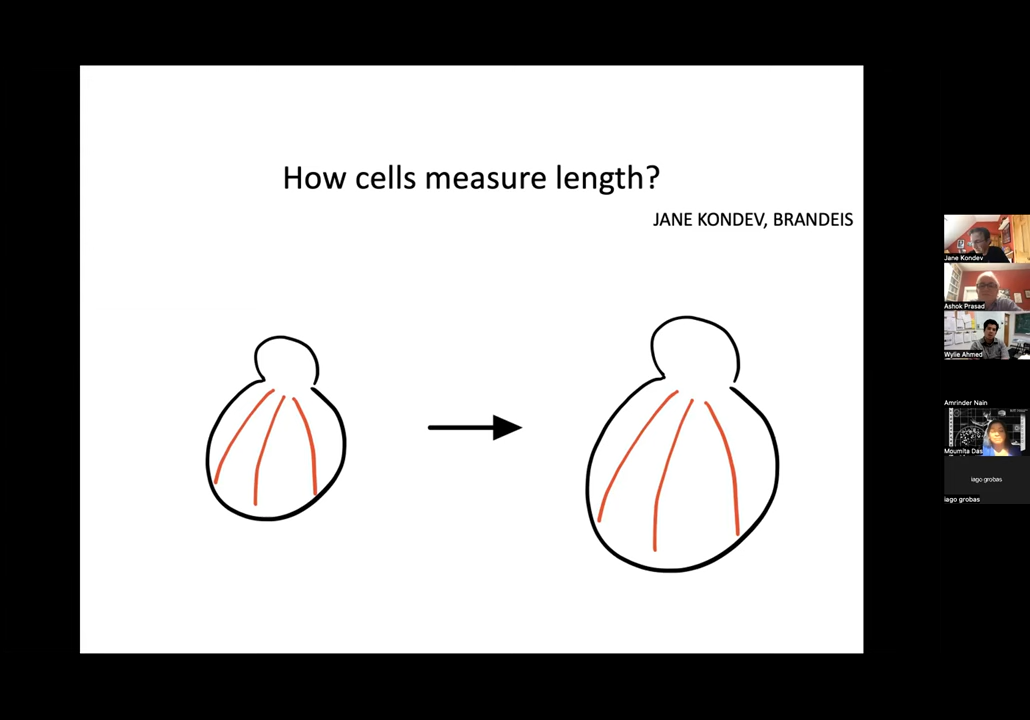 How cells measure length?
JANE KONDEV, BRANDEIS
Jane Kondev
Ashok Prasad
Wylie Ahmed
Amrinder Nain
Moumita Das
iago grobas
iago grobas